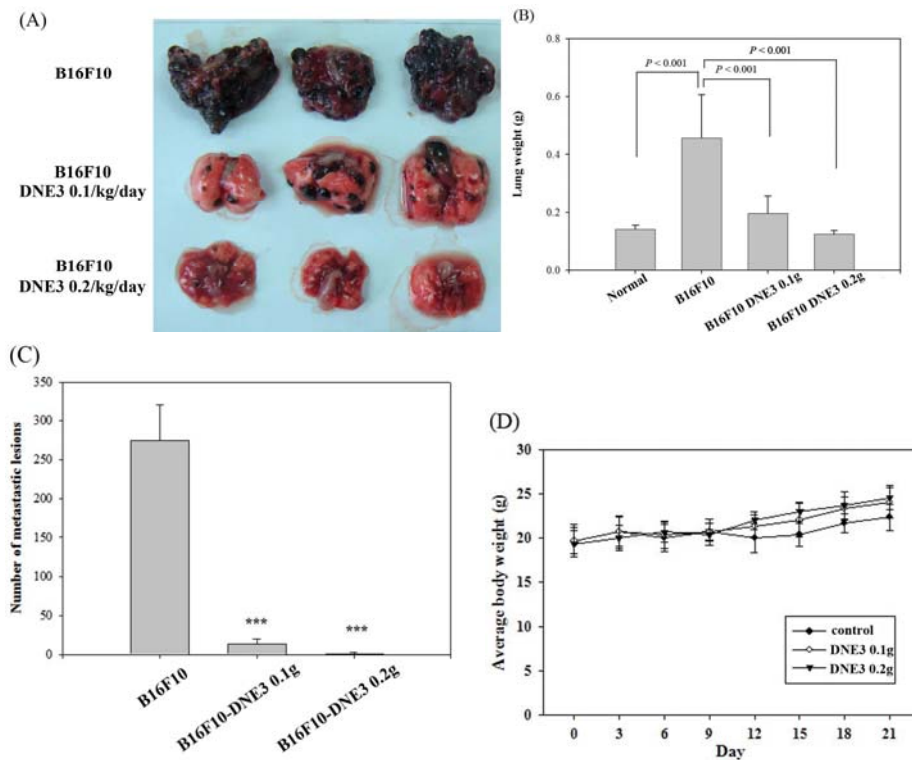 (A)
B16F10
B16F10
DNE3 0.1/kg/day
B16F10
DNE3 0.2/kg/day
(B)
Lung weight (g)
0.8
0.6
0.4
0.2
0.0
P < 0.001
P < 0.001
P < 0.001
Normal
B16F10
B16F10 DNE3 0.1g
B16F10 DNE3 0.2g
(C)
Number of metastastic lesions
350
300
250
200
150
100
50
0
***
***
B16F10
B16F10-DNE3 0.1g
B16F10-DNE3 0.2g
(D)
Average body weight (g)
30
25
20
15
10
5
0
control
DNE3 0.1g
DNE3 0.2g
0 3 6 9 12 15 18 21
Day